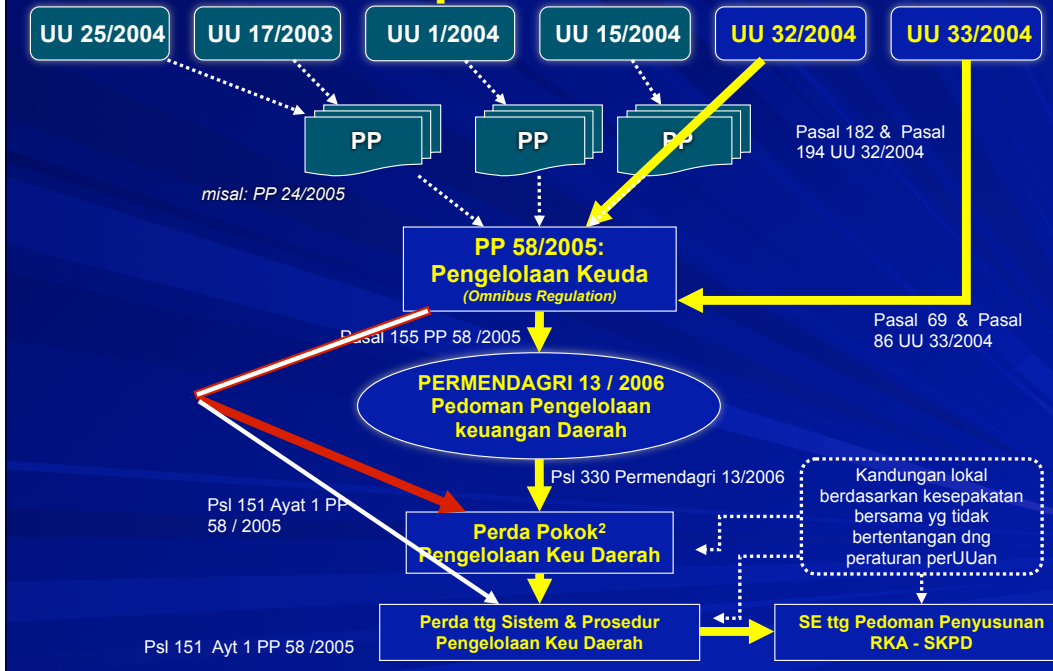 UU 25/2004
UU 17/2003
UU 1/2004
UU 15/2004
UU 32/2004
UU 33/2004
PP
PP
PP
Pasal 182 & Pasal
194 UU 32/2004
misal: PP 24/2005
PP 58/2005:
Pengelolaan Keuda
(Omnibus Regulation)
Pasal 69 & Pasal
86 UU 33/2004
Pasal 155 PP 58 /2005
PERMENDAGRI 13 / 2006
Pedoman Pengelolaan
keuangan Daerah
Psl 330 Permendagri 13/2006
Kandungan lokal
berdasarkan kesepakatan
bersama yg tidak
bertentangan dng
peraturan perUUan
Psl 151 Ayat 1 PP
58 / 2005
Perda Pokok²
Pengelolaan Keu Daerah
Perda ttg Sistem & Prosedur
Pengelolaan Keu Daerah
SE ttg Pedoman Penyusunan
RKA - SKPD
Psl 151 Ayt 1 PP 58 /2005